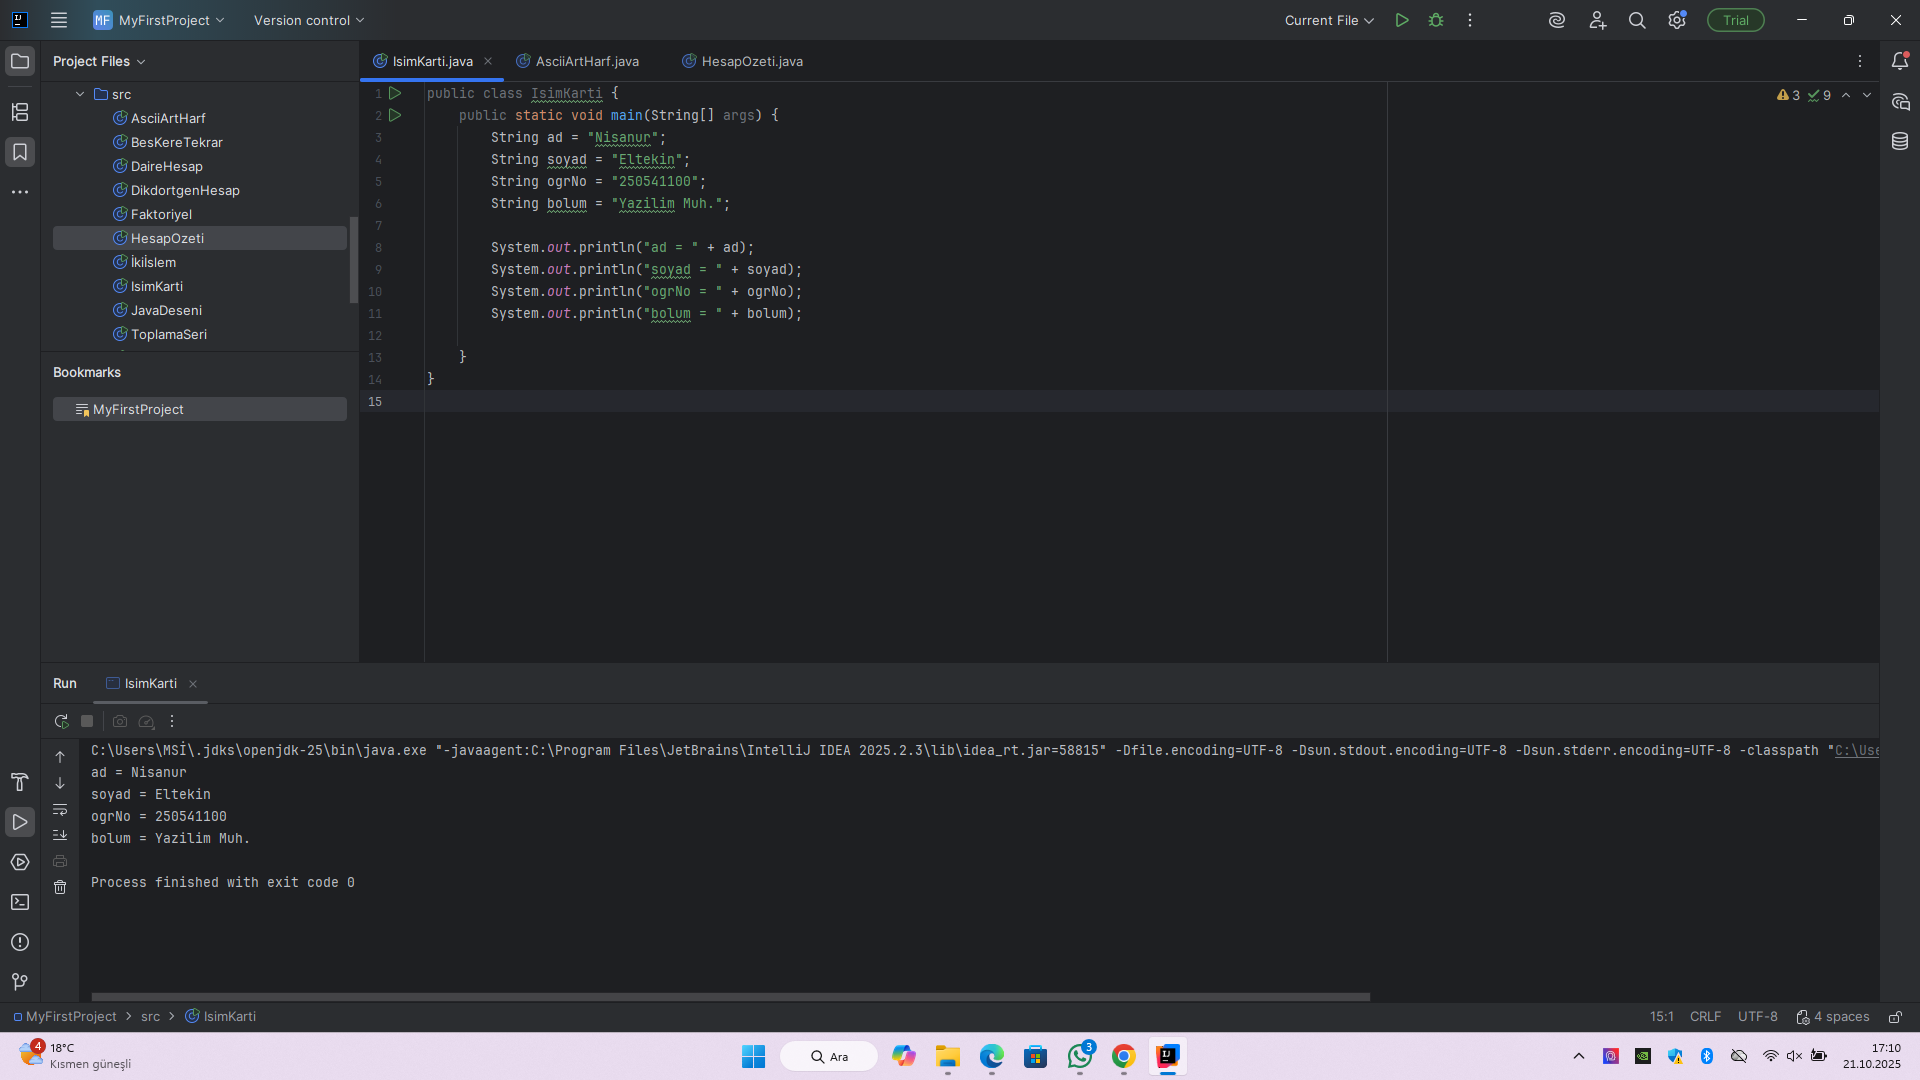 MF MyFirstProject Version control Current File Trial
Project Files
src
AsciiArtHarf
BesKereTekrar
DaireHesap
DikdortgenHesap
Faktoriyel
HesapOzeti
İkiİslem
IsimKarti
JavaDeseni
ToplamaSeri
Bookmarks
MyFirstProject
IsimKarti.java AsciiArtHarf.java HesapOzeti.java
3 9
1 public class IsimKarti {
2 public static void main(String[] args) {
3 String ad = "Nisanur";
4 String soyad = "Eltekin";
5 String ogrNo = "250541100";
6 String bolum = "Yazilim Muh.";
7
8 System.out.println("ad = " + ad);
9 System.out.println("soyad = " + soyad);
10 System.out.println("ogrNo = " + ogrNo);
11 System.out.println("bolum = " + bolum);
12
13 }
14 }
15
Run IsimKarti
C:\Users\MSİ\.jdks\openjdk-25\bin\java.exe "-javaagent:C:\Program Files\JetBrains\IntelliJ IDEA 2025.2.3\lib\idea_rt.jar=58815" -Dfile.encoding=UTF-8 -Dsun.stdout.encoding=UTF-8 -Dsun.stderr.encoding=UTF-8 -classpath "C:\Use
ad = Nisanur
soyad = Eltekin
ogrNo = 250541100
bolum = Yazilim Muh.
Process finished with exit code 0
MyFirstProject > src > IsimKarti 15:1 CRLF UTF-8 4 spaces
4 18°C
Kısmen güneşli
Ara
3
17:10
21.10.2025